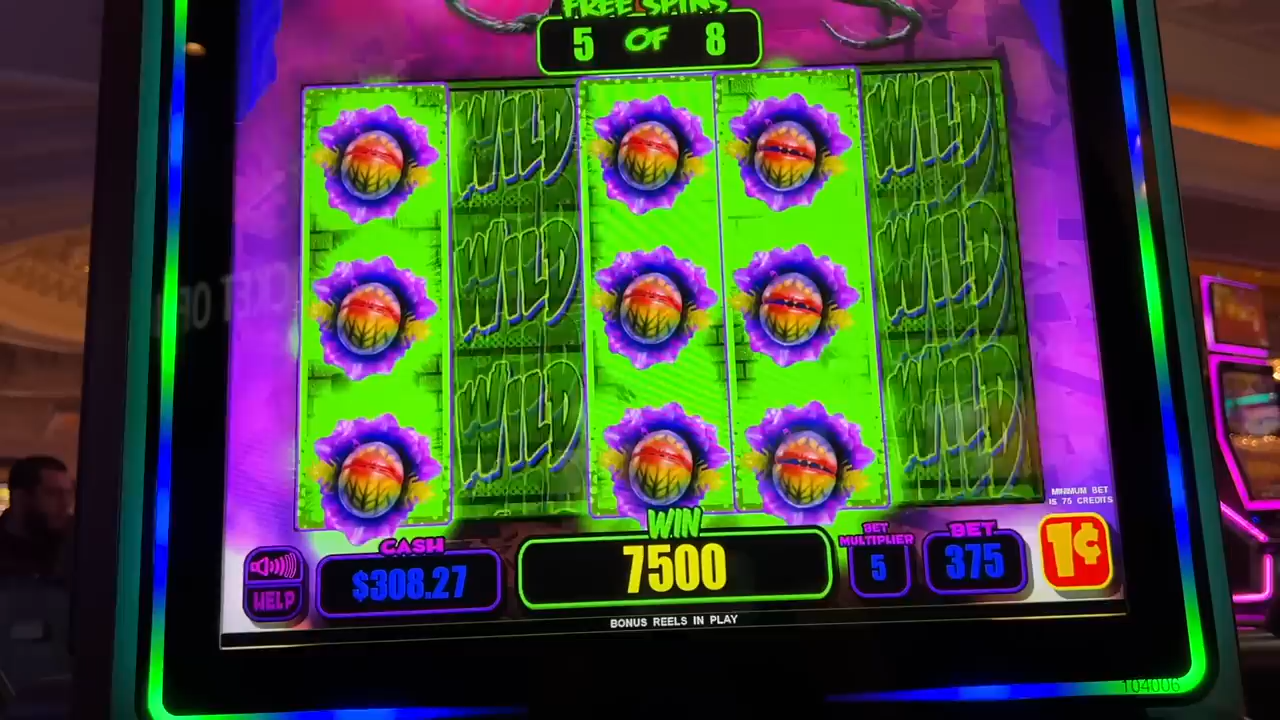 FREE SPINS
5 OF 8
WILD WILD
WILD WILD
WILD WILD
MINIMUM BET
IS 75 CREDITS
WIN
CASH
BET
MULTIPLIER
BET
$308.27
7500
5
375
1¢
HELP
BONUS REELS IN PLAY
104006